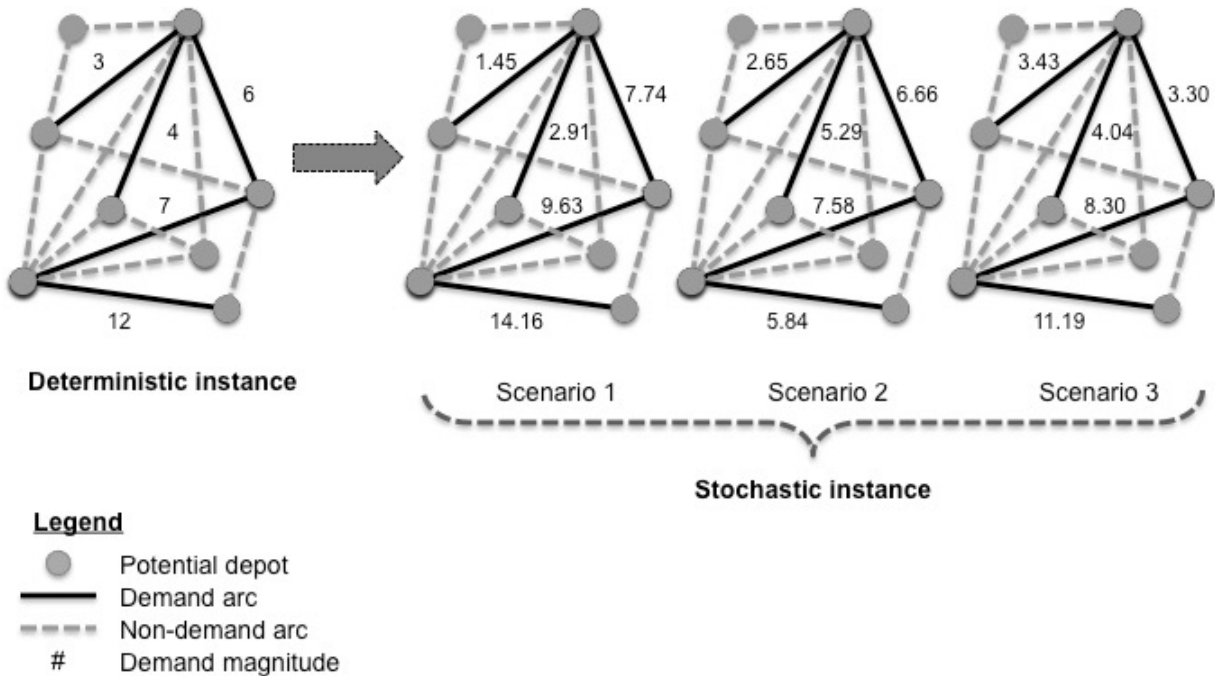 3
6
4
7
12
Deterministic instance
1.45
7.74
2.91
9.63
14.16
Scenario 1
2.65
6.66
5.29
7.58
5.84
Scenario 2
3.43
3.30
4.04
8.30
11.19
Scenario 3
Stochastic instance
Legend
Potential depot
Demand arc
Non-demand arc
# Demand magnitude